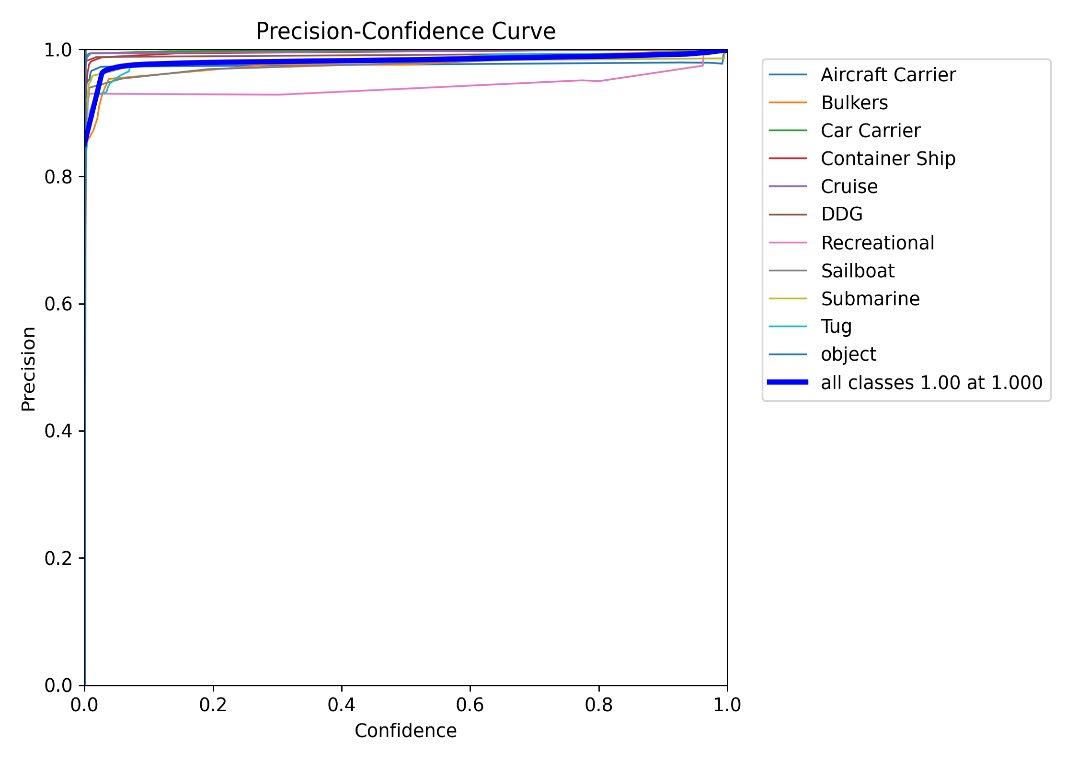 Precision-Confidence Curve
1.0
0.8
0.6
0.4
0.2
0.0
Precision
0.0 0.2 0.4 0.6 0.8 1.0
Confidence
Aircraft Carrier
Bulkers
Car Carrier
Container Ship
Cruise
DDG
Recreational
Sailboat
Submarine
Tug
object
all classes 1.00 at 1.000